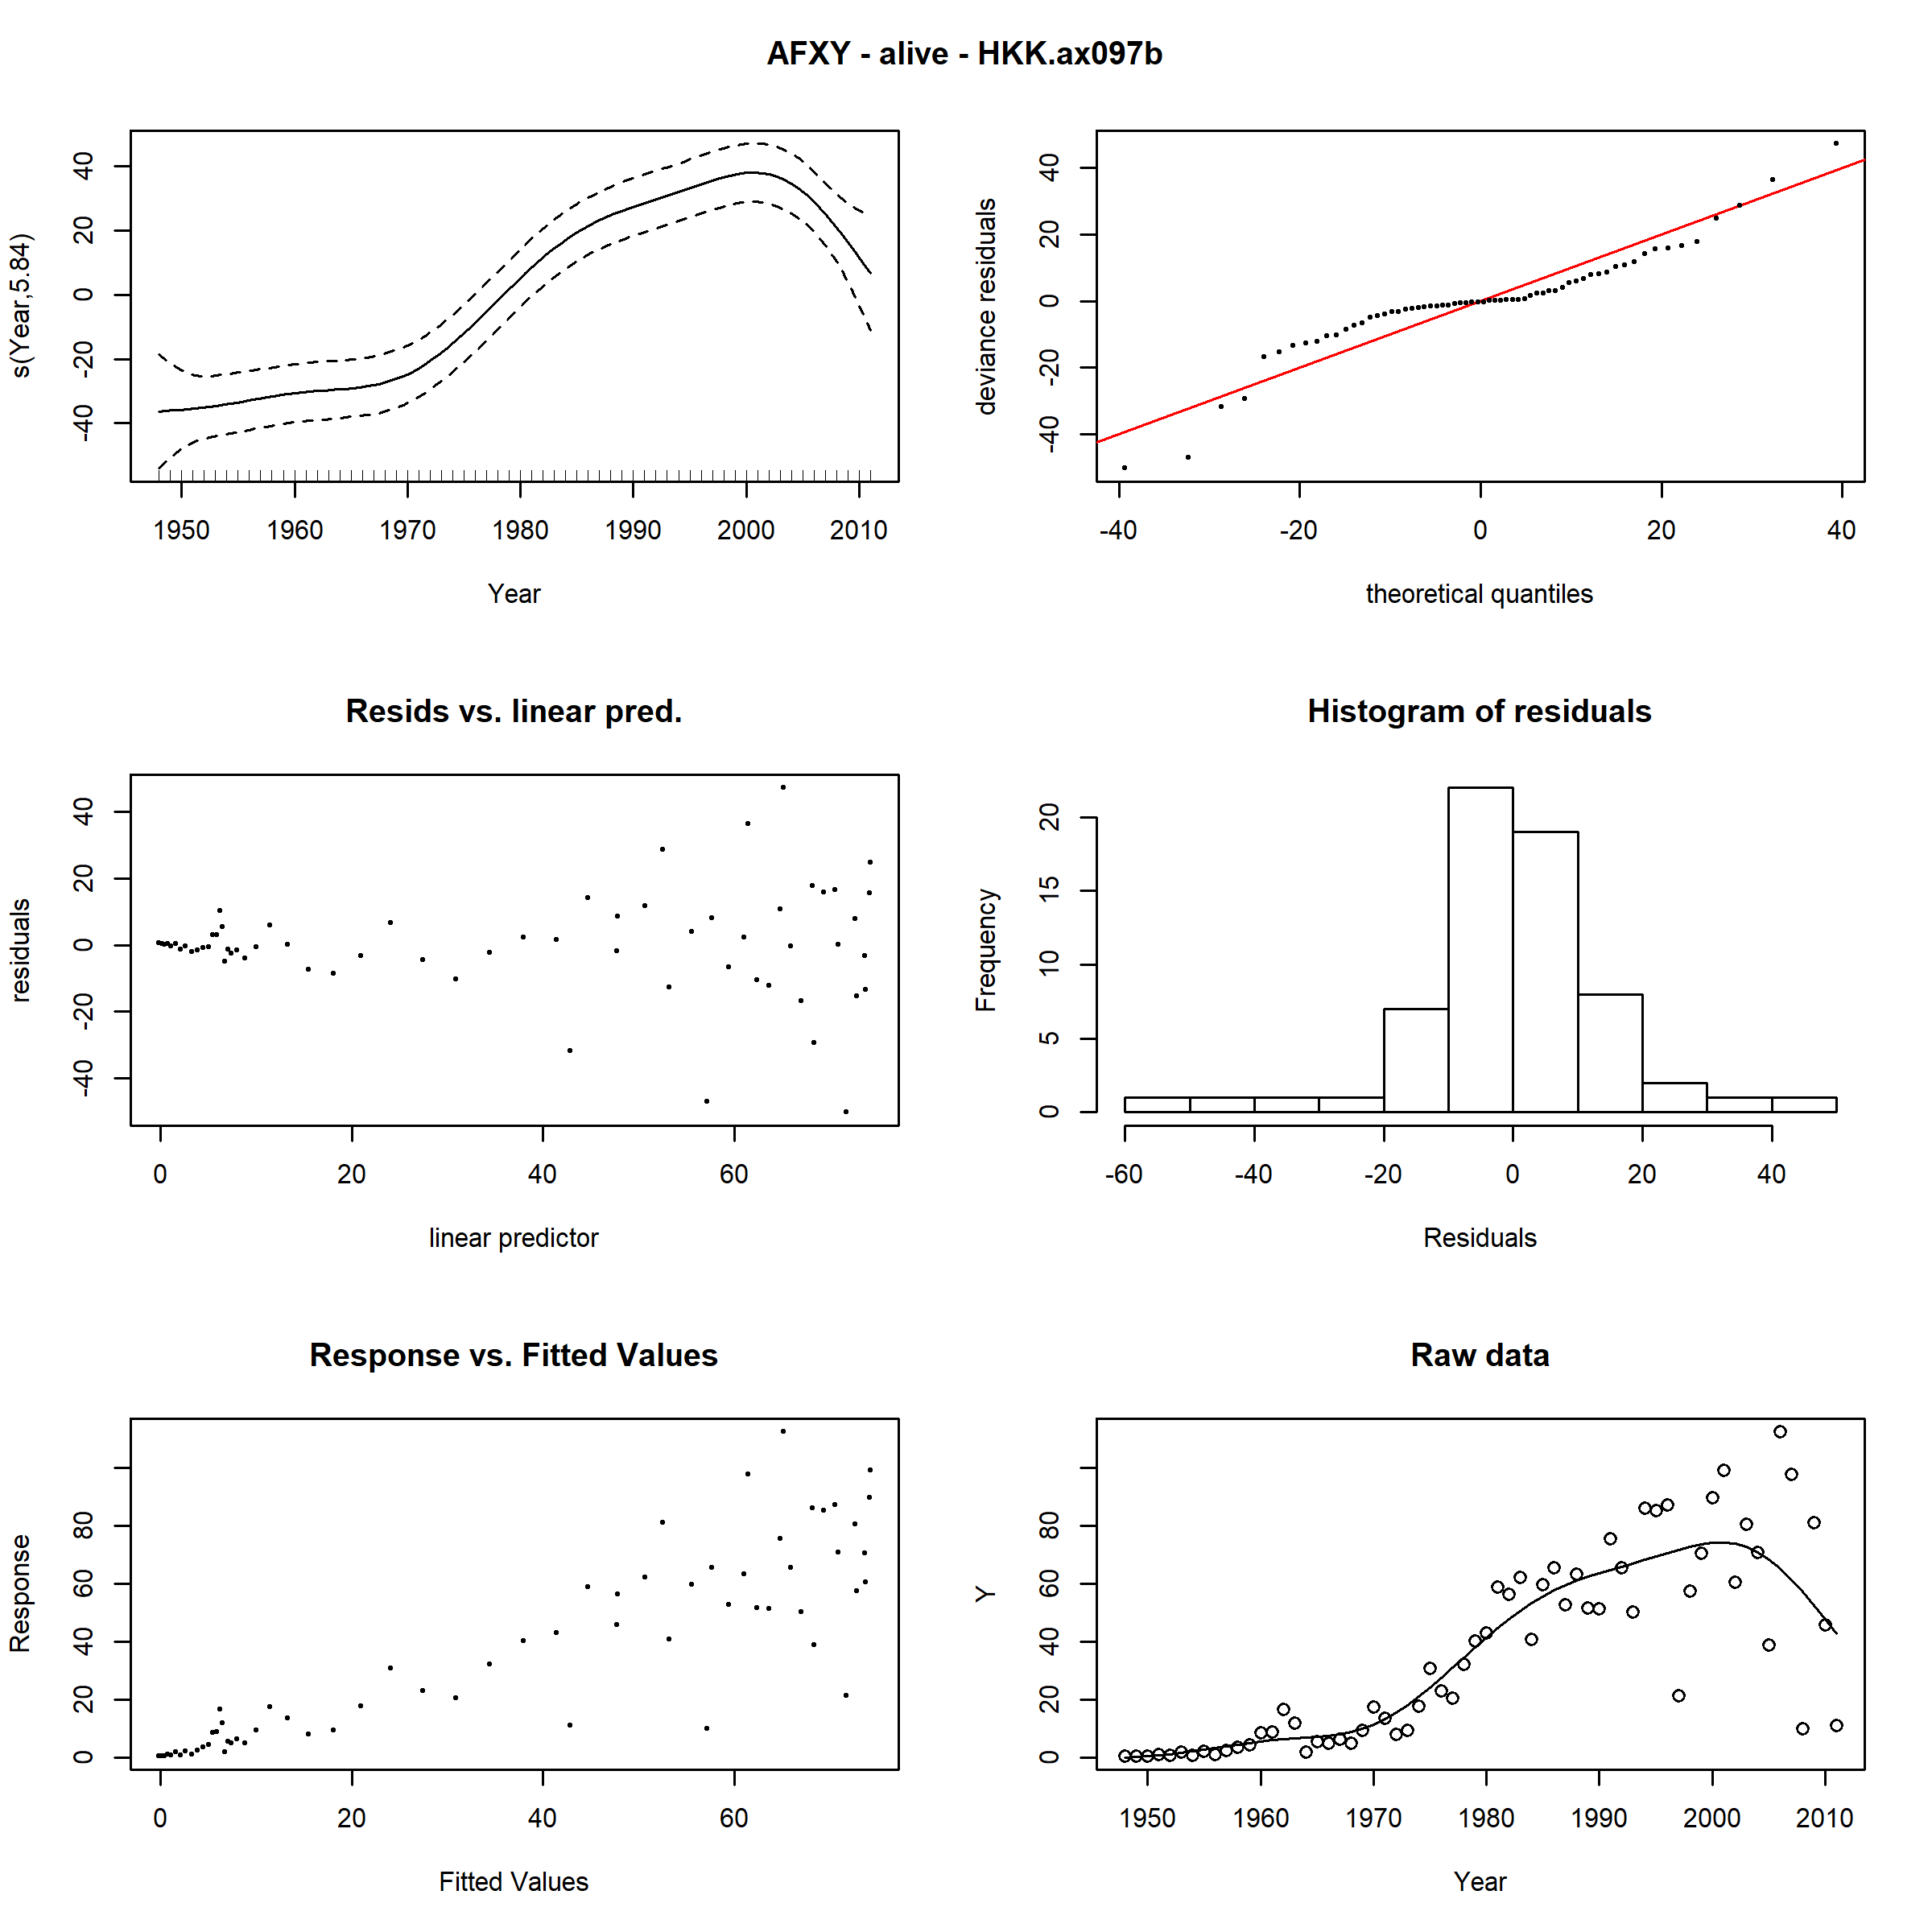 AFXY - alive - HKK.ax097b
s(Year,5.84)
-40 -20 0 20 40
1950 1960 1970 1980 1990 2000 2010
Year
deviance residuals
-40 -20 0 20 40
-40 -20 0 20 40
theoretical quantiles
Resids vs. linear pred.
residuals
-40 -20 0 20 40
0 20 40 60
linear predictor
Histogram of residuals
Frequency
0 5 10 15 20
-60 -40 -20 0 20 40
Residuals
Response vs. Fitted Values
Response
0 20 40 60 80
0 20 40 60
Fitted Values
Raw data
Y
0 20 40 60 80
1950 1960 1970 1980 1990 2000 2010
Year